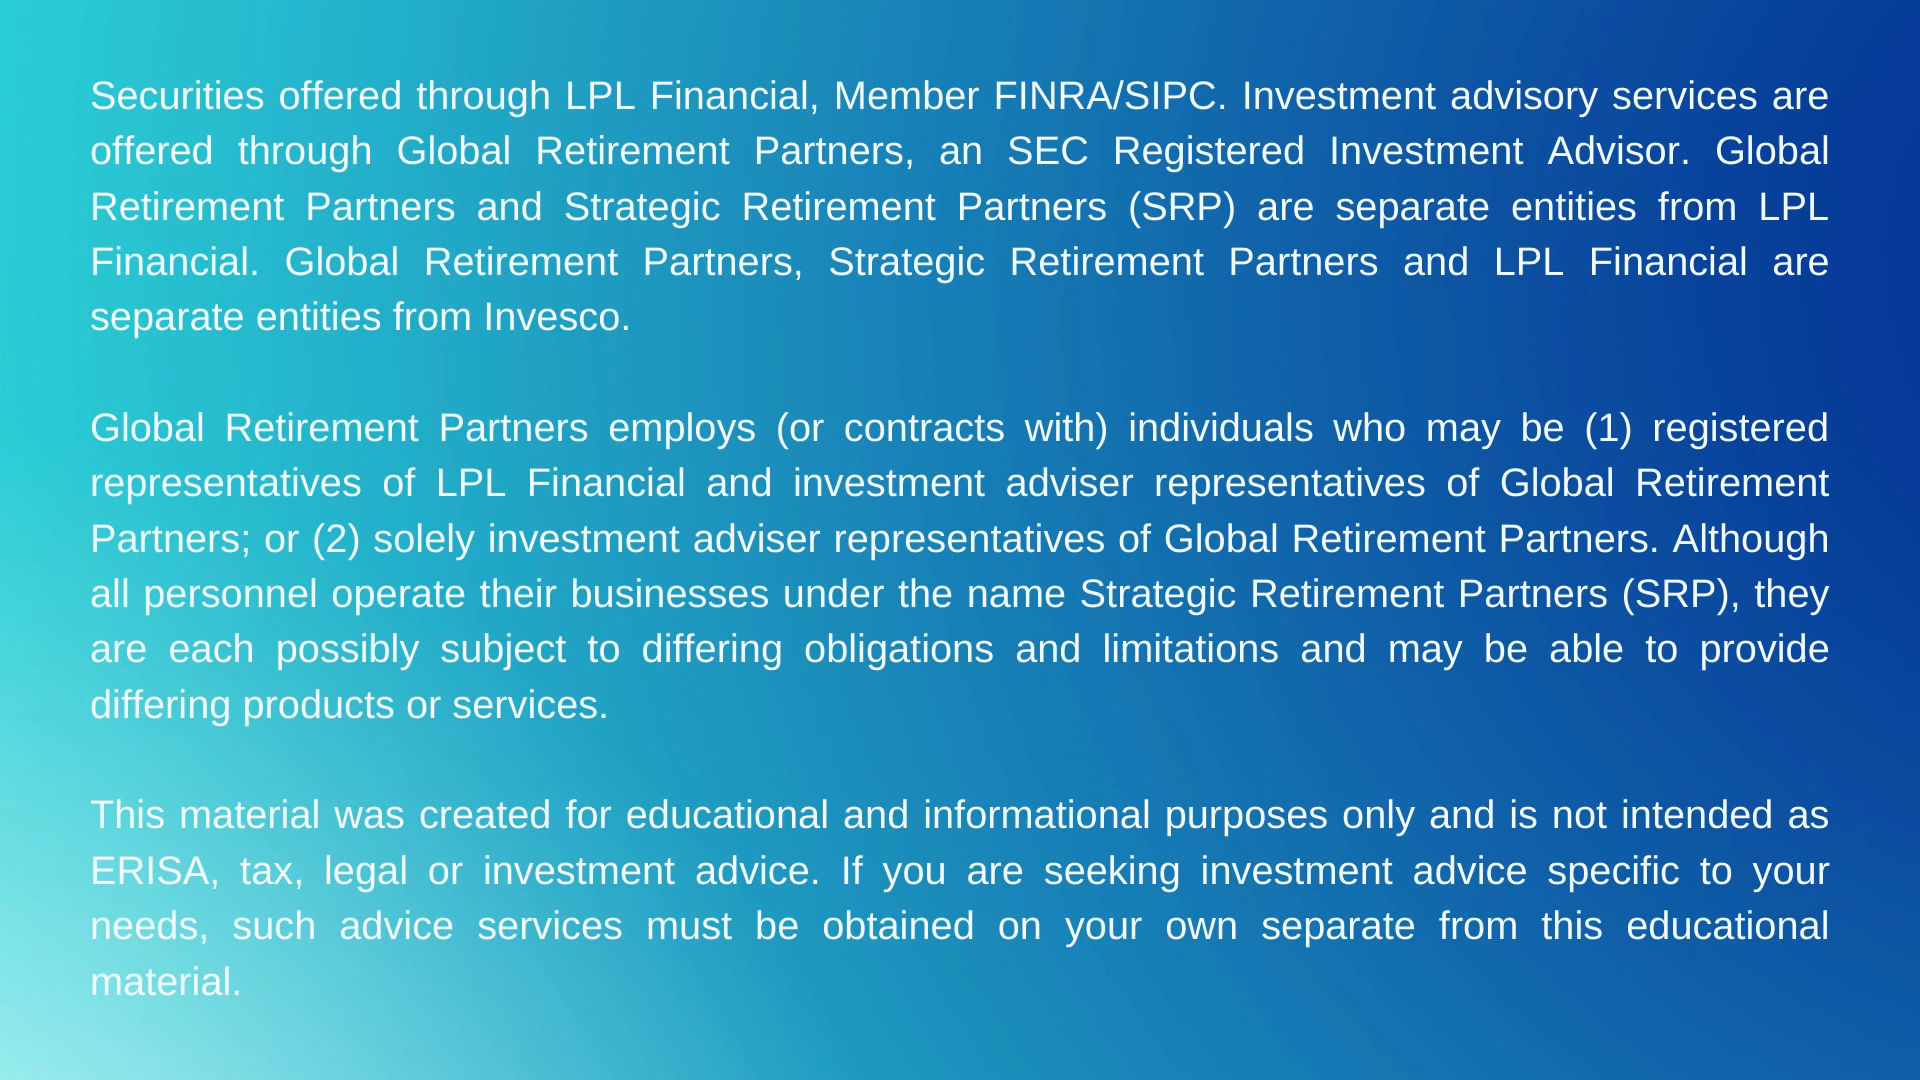 Securities offered through LPL Financial, Member FINRA/SIPC. Investment advisory services are
offered through Global Retirement Partners, an SEC Registered Investment Advisor. Global
Retirement Partners and Strategic Retirement Partners (SRP) are separate entities from LPL
Financial. Global Retirement Partners, Strategic Retirement Partners and LPL Financial are
separate entities from Invesco.
Global Retirement Partners employs (or contracts with) individuals who may be (1) registered
representatives of LPL Financial and investment adviser representatives of Global Retirement
Partners; or (2) solely investment adviser representatives of Global Retirement Partners. Although
all personnel operate their businesses under the name Strategic Retirement Partners (SRP), they
are each possibly subject to differing obligations and limitations and may be able to provide
differing products or services.
This material was created for educational and informational purposes only and is not intended as
ERISA, tax, legal or investment advice. If you are seeking investment advice specific to your
needs, such advice services must be obtained on your own separate from this educational
material.